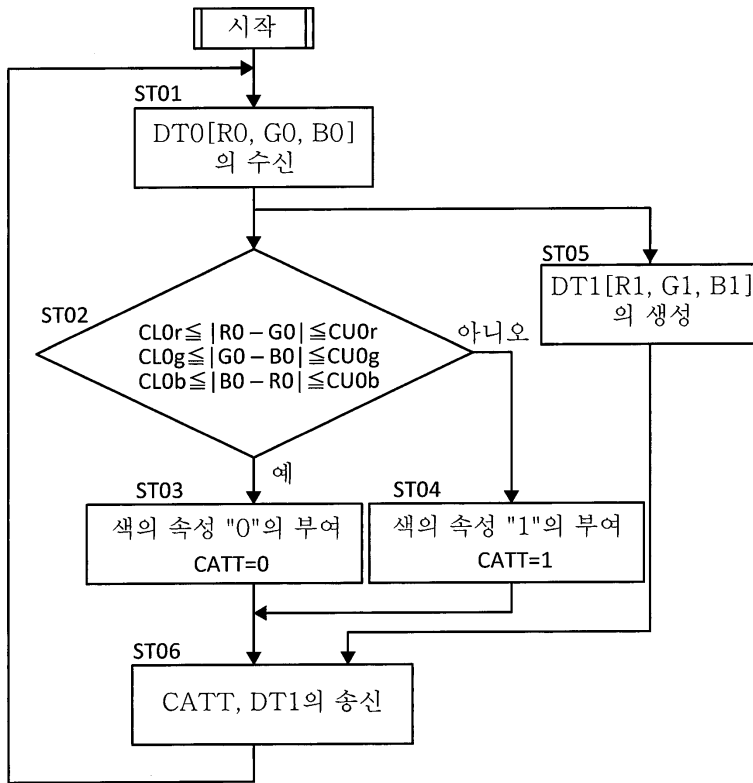 시작
ST01
DT0[R0, G0, B0]
의 수신
ST02
CL0r≦|R0－G0|≦CU0r
CL0g≦|G0－B0|≦CU0g
CL0b≦|B0－R0|≦CU0b
아니오
예
ST05
DT1[R1, G1, B1]
의 생성
ST03
색의 속성 "0"의 부여
CATT=0
ST04
색의 속성 "1"의 부여
CATT=1
ST06
CATT, DT1의 송신